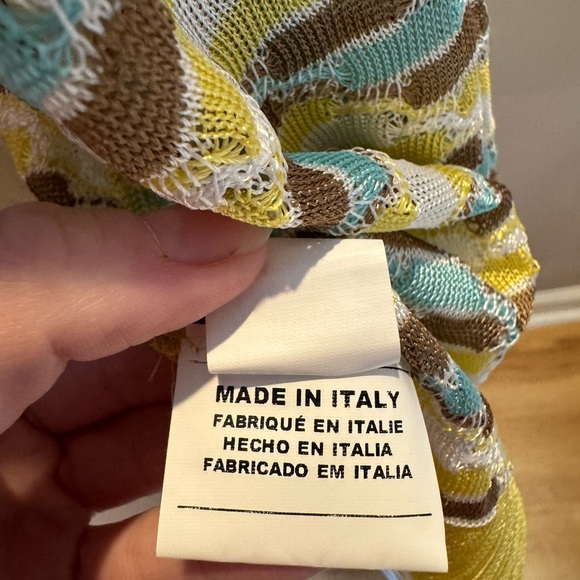 MADE IN ITALY
FABRIQUÉ EN ITALIE
HECHO EN ITALIA
FABRICADO EM ITALIA